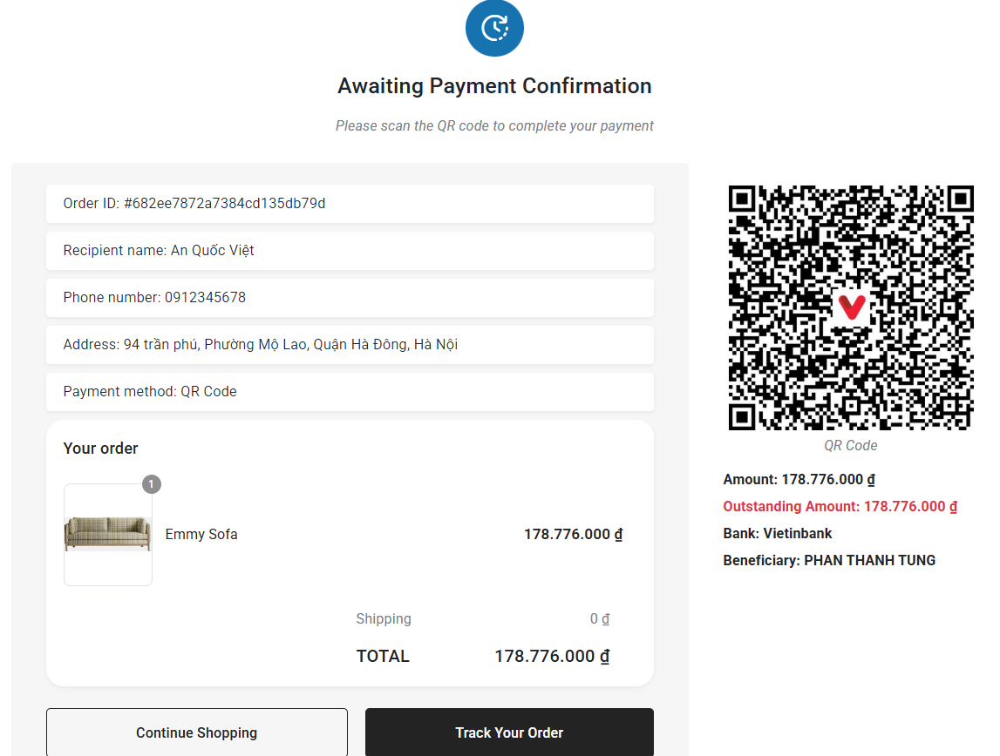 Awaiting Payment Confirmation
Please scan the QR code to complete your payment
Order ID: #682ee7872a7384cd135db79d
Recipient name: An Quốc Việt
Phone number: 0912345678
Address: 94 trần phú, Phường Mộ Lao, Quận Hà Đông, Hà Nội
Payment method: QR Code
Your order
1
Emmy Sofa 178.776.000 ₫
Shipping 0 ₫
TOTAL 178.776.000 ₫
Continue Shopping Track Your Order
QR Code
Amount: 178.776.000 ₫
Outstanding Amount: 178.776.000 ₫
Bank: Vietinbank
Beneficiary: PHAN THANH TUNG